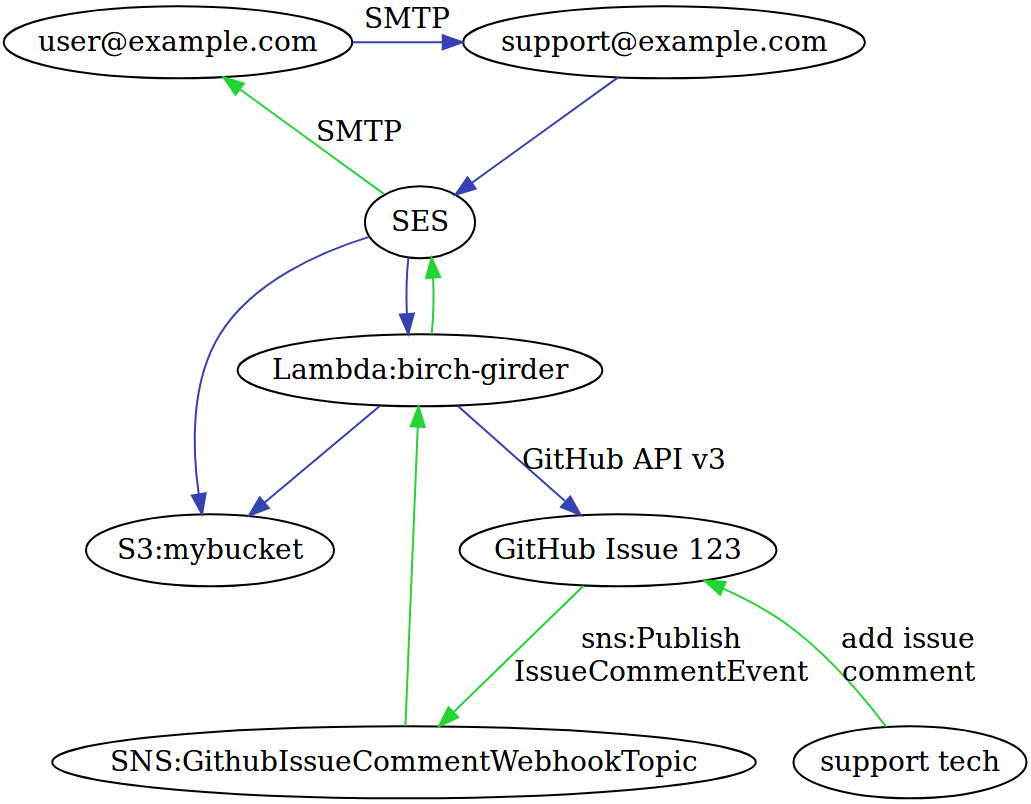 SMTP
user@example.com
support@example.com
SMTP
SES
Lambda:birch-girder
GitHub API v3
S3:mybucket
GitHub Issue 123
sns:Publish
IssueCommentEvent
add issue
comment
SNS:GithubIssueCommentWebhookTopic
support tech